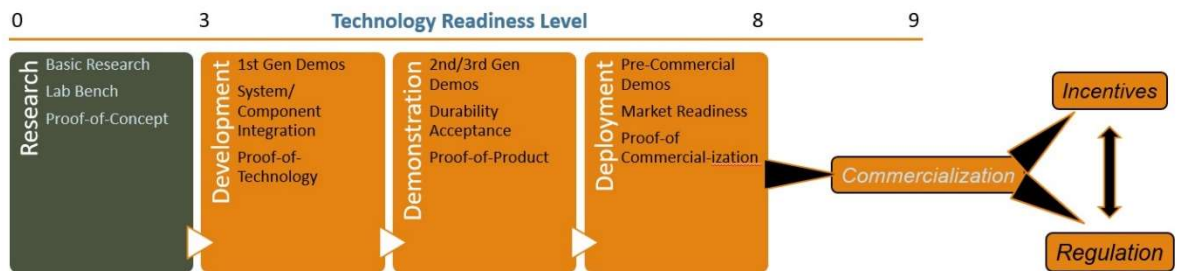 0 3 Technology Readiness Level 8 9
Research
Basic Research
Lab Bench
Proof-of-Concept
Development
1st Gen Demos
System/
Component
Integration
Proof-of-
Technology
Demonstration
2nd/3rd Gen
Demos
Durability
Acceptance
Proof-of-Product
Deployment
Pre-Commercial
Demos
Market Readiness
Proof-of
Commercial-ization
Commercialization
Incentives
Regulation